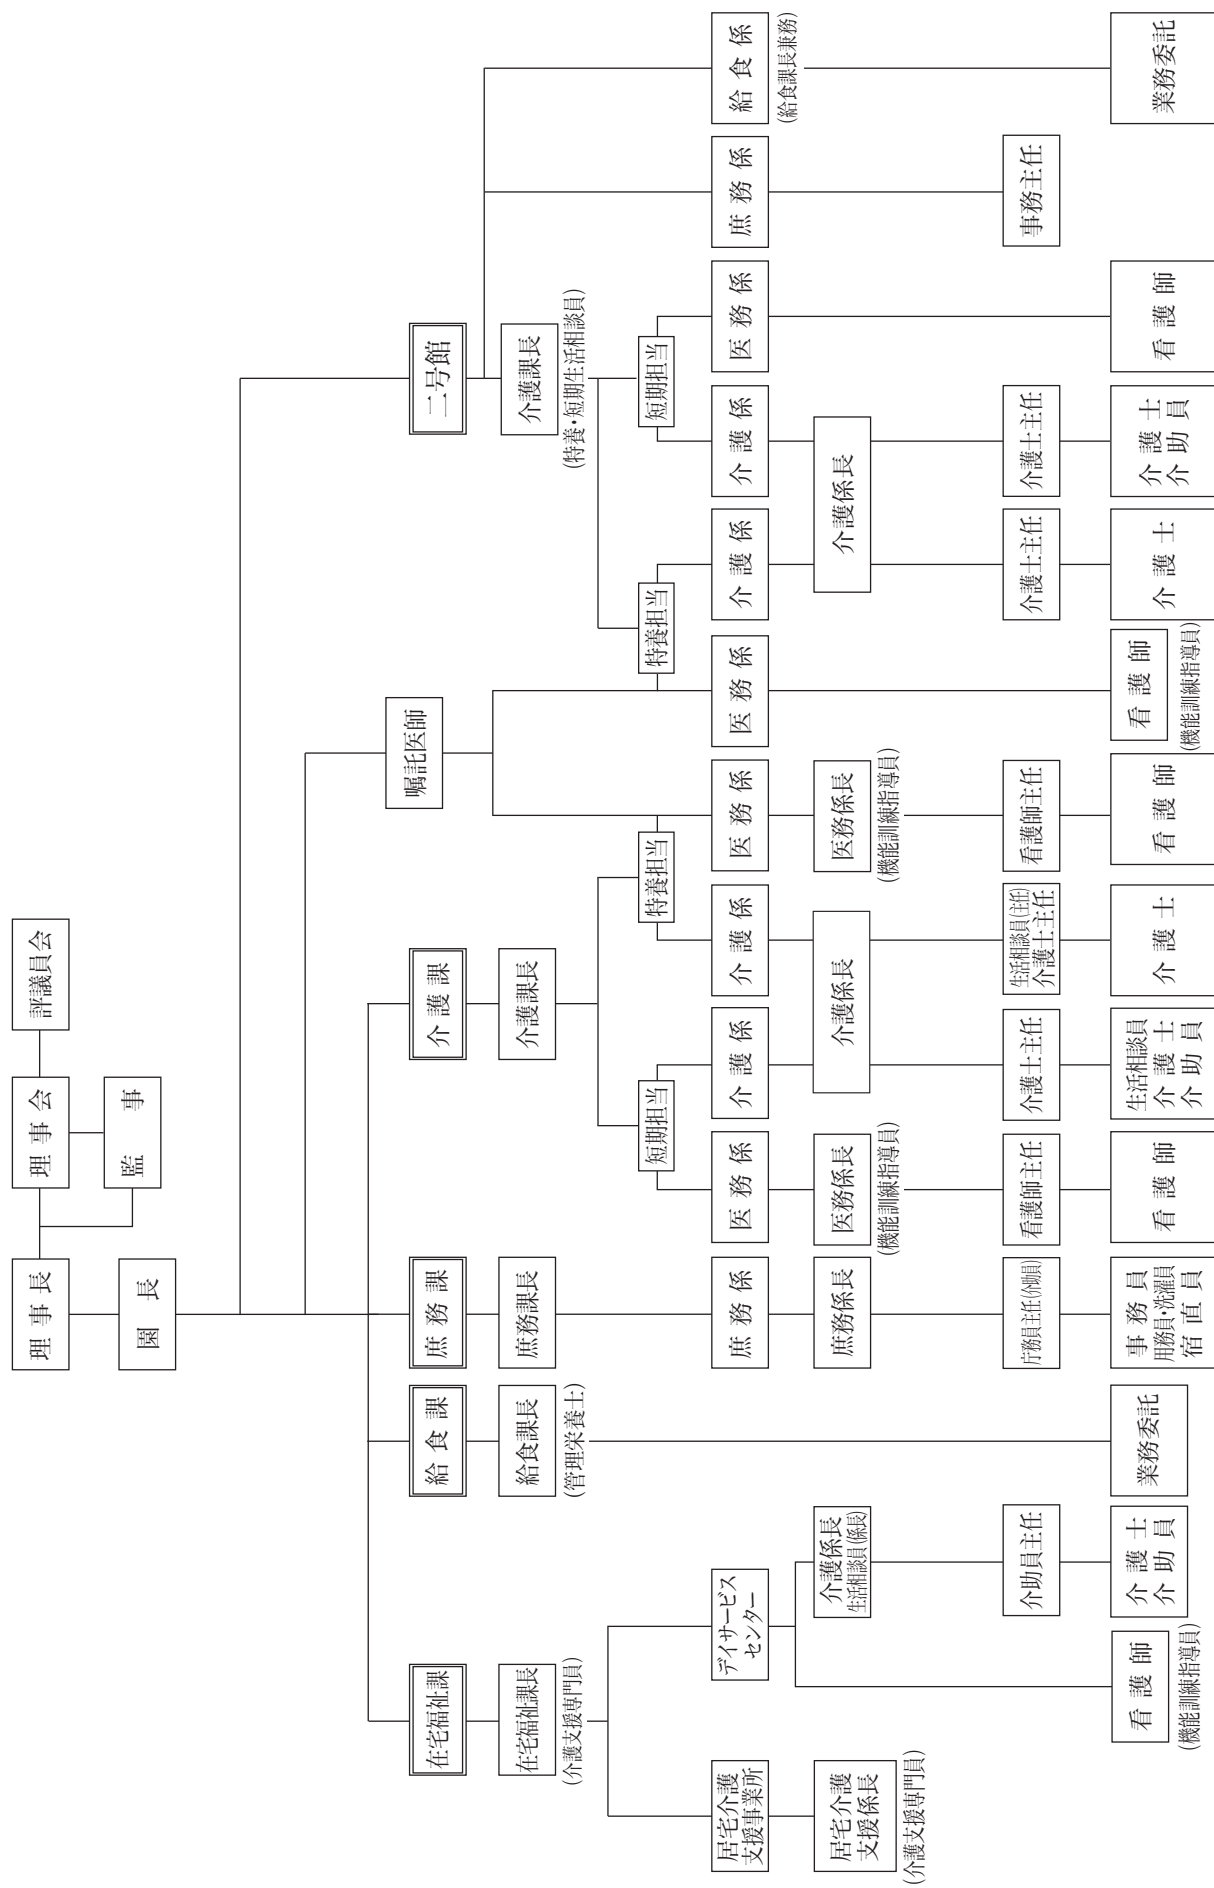 評議員会
理事会
監事
理事長
園長
在宅福祉課
給食課
庶務課
介護課
嘱託医師
二号館
在宅福祉課長
(介護支援専門員)
給食課長
(管理栄養士)
庶務課長
介護課長
介護課長
(特養・短期生活相談員)
短期担当
特養担当
特養担当
短期担当
居宅介護
支援事業所
デイサービス
センター
庶務係
医務係
介護係
介護係
医務係
医務係
介護係
介護係
医務係
庶務係
給食係
(給食課長兼務)
居宅介護
支援係長
(介護支援専門員)
介護係長
生活相談員(係長)
庶務係長
医務係長
(機能訓練指導員)
介護係長
医務係長
(機能訓練指導員)
介護係長
介助員主任
庁務員主任(介助員)
看護師主任
介護士主任
生活相談員(主任)
介護士主任
看護師主任
介護士主任
介護士主任
事務主任
看護師
(機能訓練指導員)
介護士
介助員
業務委託
事務員
用務員・洗濯員
宿直員
看護師
生活相談員
介護士
介助員
介護士
看護師
看護師
(機能訓練指導員)
介護士
介護士
介助員
看護師
業務委託